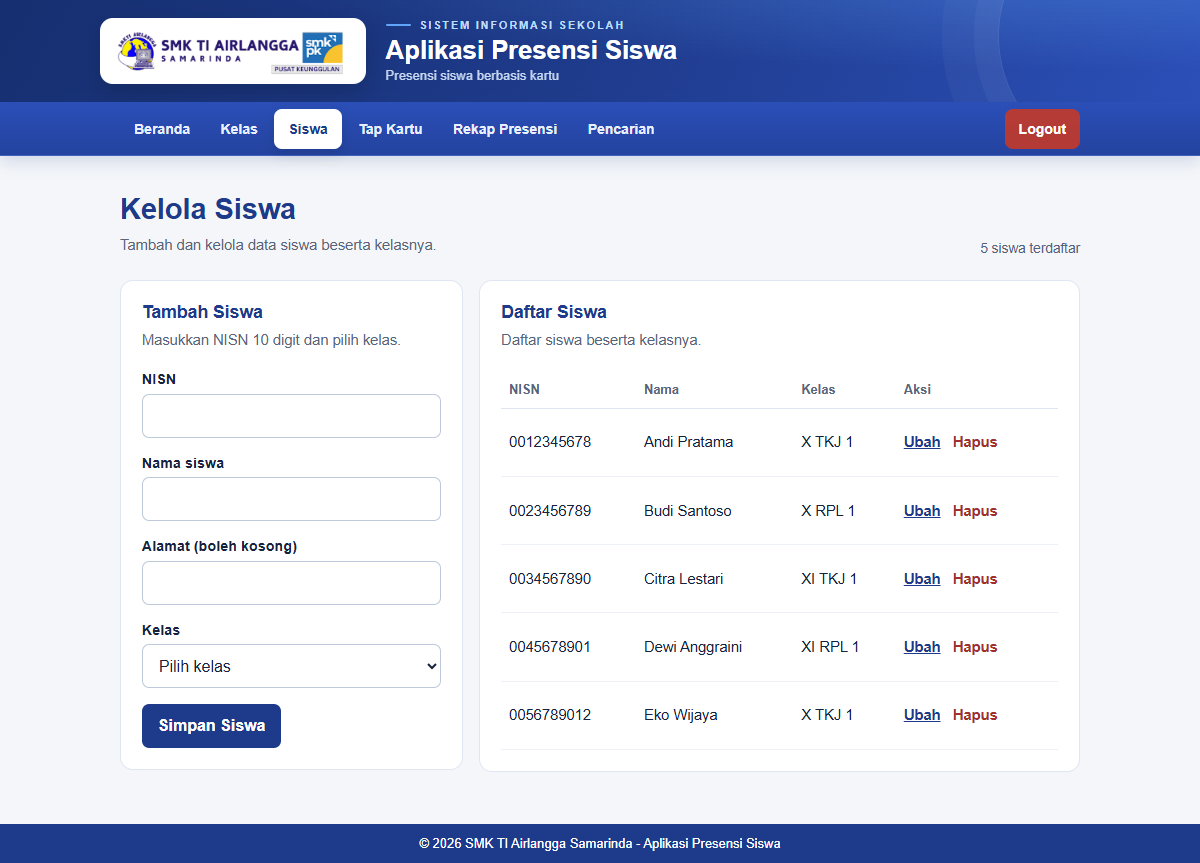 SMK TI AIRLANGGA
SAMARINDA
smk
pk
PUSAT KEUNGGULAN
SISTEM INFORMASI SEKOLAH
Aplikasi Presensi Siswa
Presensi siswa berbasis kartu
Beranda Kelas Siswa Tap Kartu Rekap Presensi Pencarian Logout
Kelola Siswa
Tambah dan kelola data siswa beserta kelasnya.
5 siswa terdaftar
Tambah Siswa
Masukkan NISN 10 digit dan pilih kelas.
NISN
Nama siswa
Alamat (boleh kosong)
Kelas
Pilih kelas
Simpan Siswa
Daftar Siswa
Daftar siswa beserta kelasnya.
NISN Nama Kelas Aksi
0012345678 Andi Pratama X TKJ 1 Ubah Hapus
0023456789 Budi Santoso X RPL 1 Ubah Hapus
0034567890 Citra Lestari XI TKJ 1 Ubah Hapus
0045678901 Dewi Anggraini XI RPL 1 Ubah Hapus
0056789012 Eko Wijaya X TKJ 1 Ubah Hapus
© 2026 SMK TI Airlangga Samarinda - Aplikasi Presensi Siswa